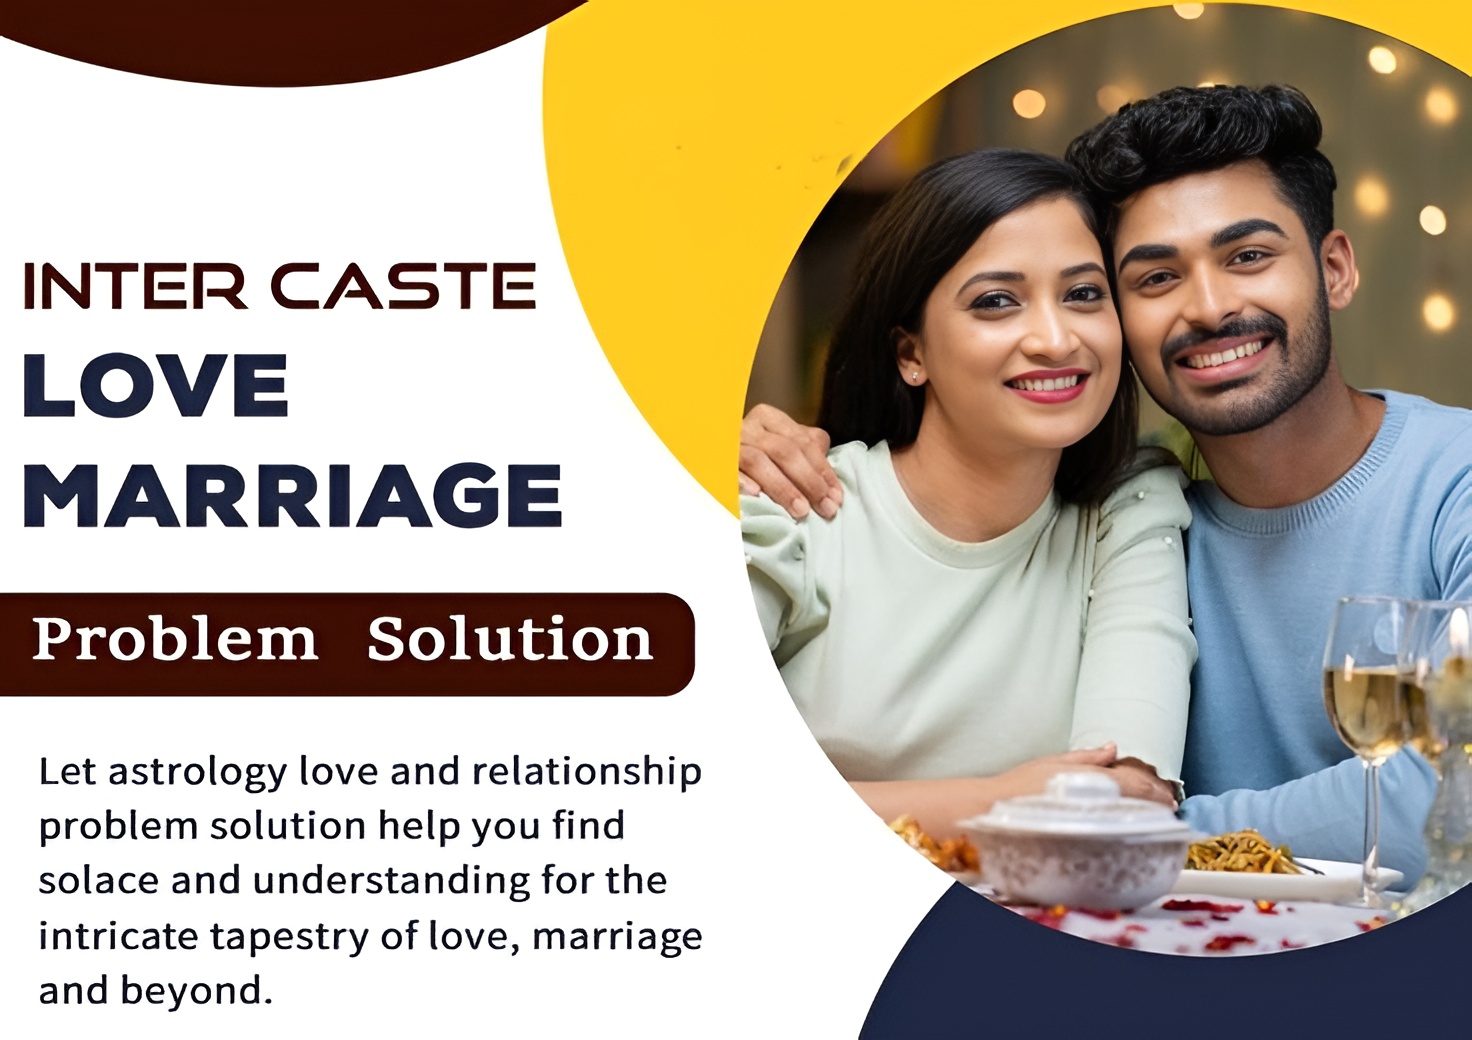 INTER CASTE
LOVE
MARRIAGE
Problem Solution
Let astrology love and relationship
problem solution help you find
solace and understanding for the
intricate tapestry of love, marriage
and beyond.